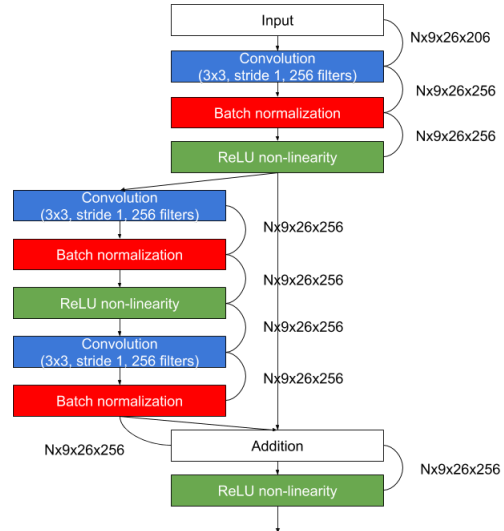 Input
Nx9x26x206
Convolution
(3x3, stride 1, 256 filters)
Nx9x26x256
Batch normalization
Nx9x26x256
ReLU non-linearity
Convolution
(3x3, stride 1, 256 filters)
Nx9x26x256
Batch normalization
Nx9x26x256
ReLU non-linearity
Nx9x26x256
Convolution
(3x3, stride 1, 256 filters)
Nx9x26x256
Batch normalization
Nx9x26x256
Addition
Nx9x26x256
ReLU non-linearity